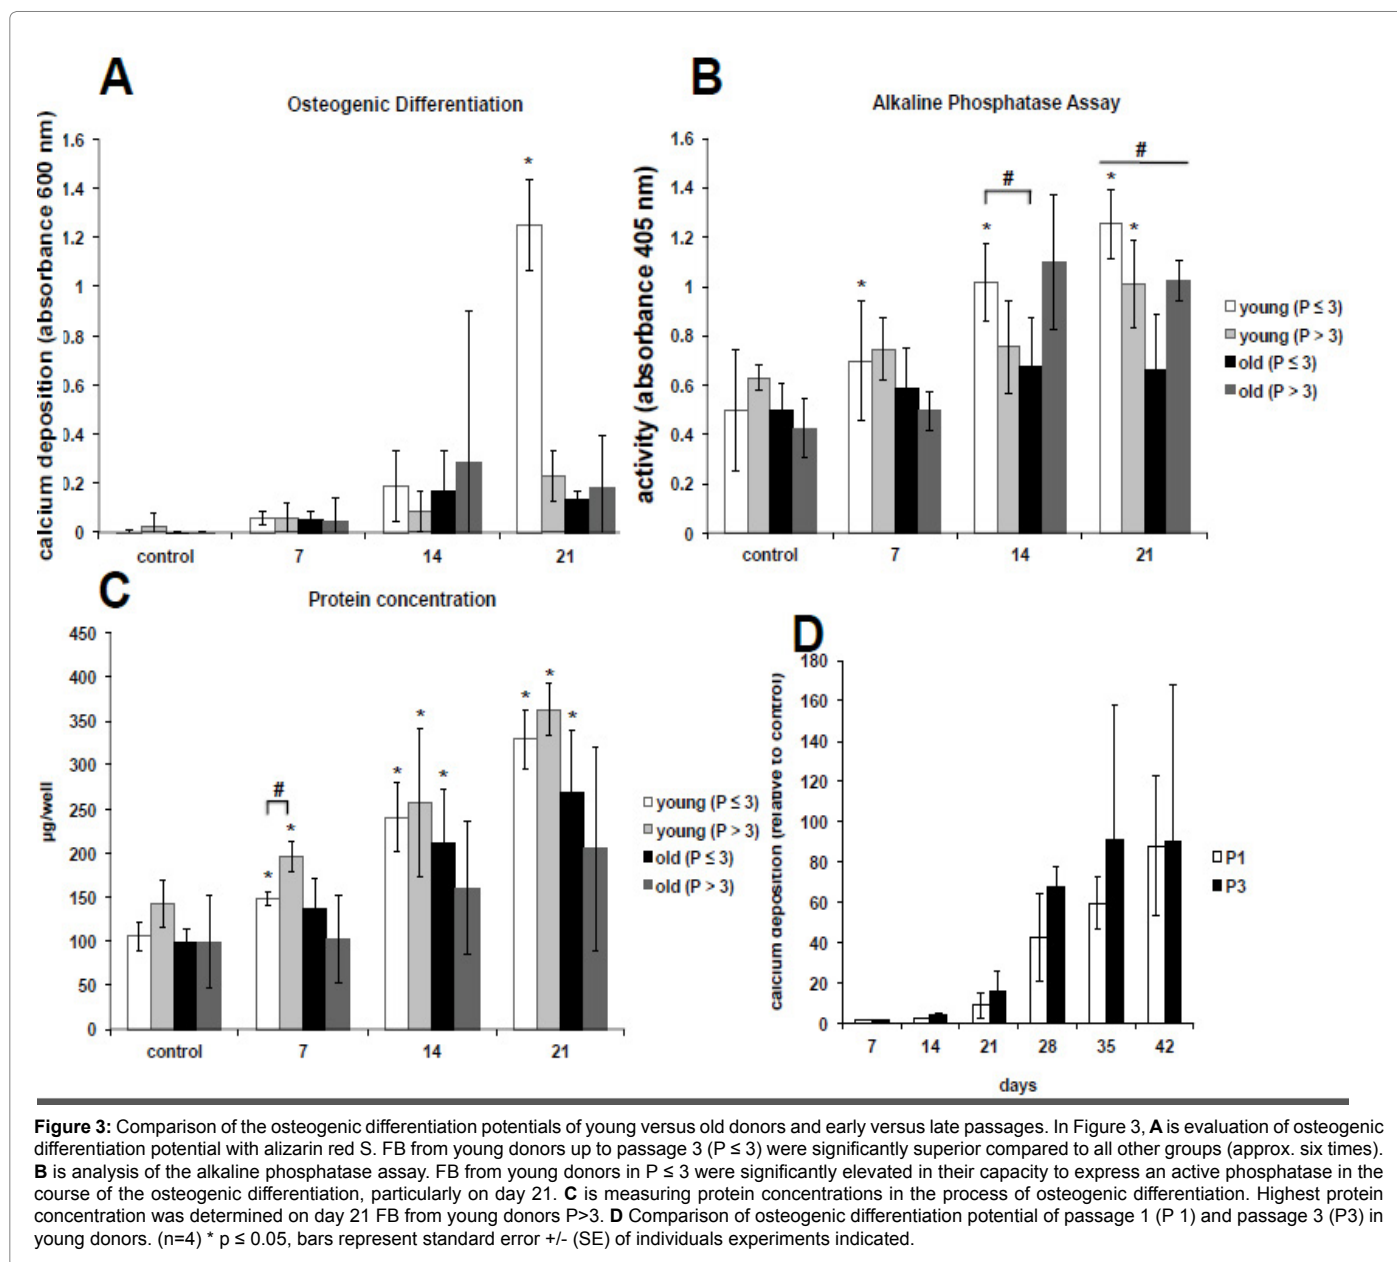 A
Osteogenic Differentiation
calcium deposition (absorbance 600 nm)
1.6
1.4
1.2
1
0.8
0.6
0.4
0.2
0
*
control 7 14 21
B
Alkaline Phosphatase Assay
activity (absorbance 405 nm)
1.6
1.4
1.2
1
0.8
0.6
0.4
0.2
0
*
#
*
#
*
*
control 7 14 21
young (P ≤ 3)
young (P > 3)
old (P ≤ 3)
old (P > 3)
C
Protein concentration
µg/well
450
400
350
300
250
200
150
100
50
0
#
*
*
*
*
*
*
*
*
control 7 14 21
young (P ≤ 3)
young (P > 3)
old (P ≤ 3)
old (P > 3)
D
calcium deposition (relative to control)
180
160
140
120
100
80
60
40
20
0
7 14 21 28 35 42
days
P1
P3
Figure 3: Comparison of the osteogenic differentiation potentials of young versus old donors and early versus late passages. In Figure 3, A is evaluation of osteogenic
differentiation potential with alizarin red S. FB from young donors up to passage 3 (P ≤ 3) were significantly superior compared to all other groups (approx. six times).
B is analysis of the alkaline phosphatase assay. FB from young donors in P ≤ 3 were significantly elevated in their capacity to express an active phosphatase in the
course of the osteogenic differentiation, particularly on day 21. C is measuring protein concentrations in the process of osteogenic differentiation. Highest protein
concentration was determined on day 21 FB from young donors P>3. D Comparison of osteogenic differentiation potential of passage 1 (P 1) and passage 3 (P3) in
young donors. (n=4) * p ≤ 0.05, bars represent standard error +/- (SE) of individuals experiments indicated.